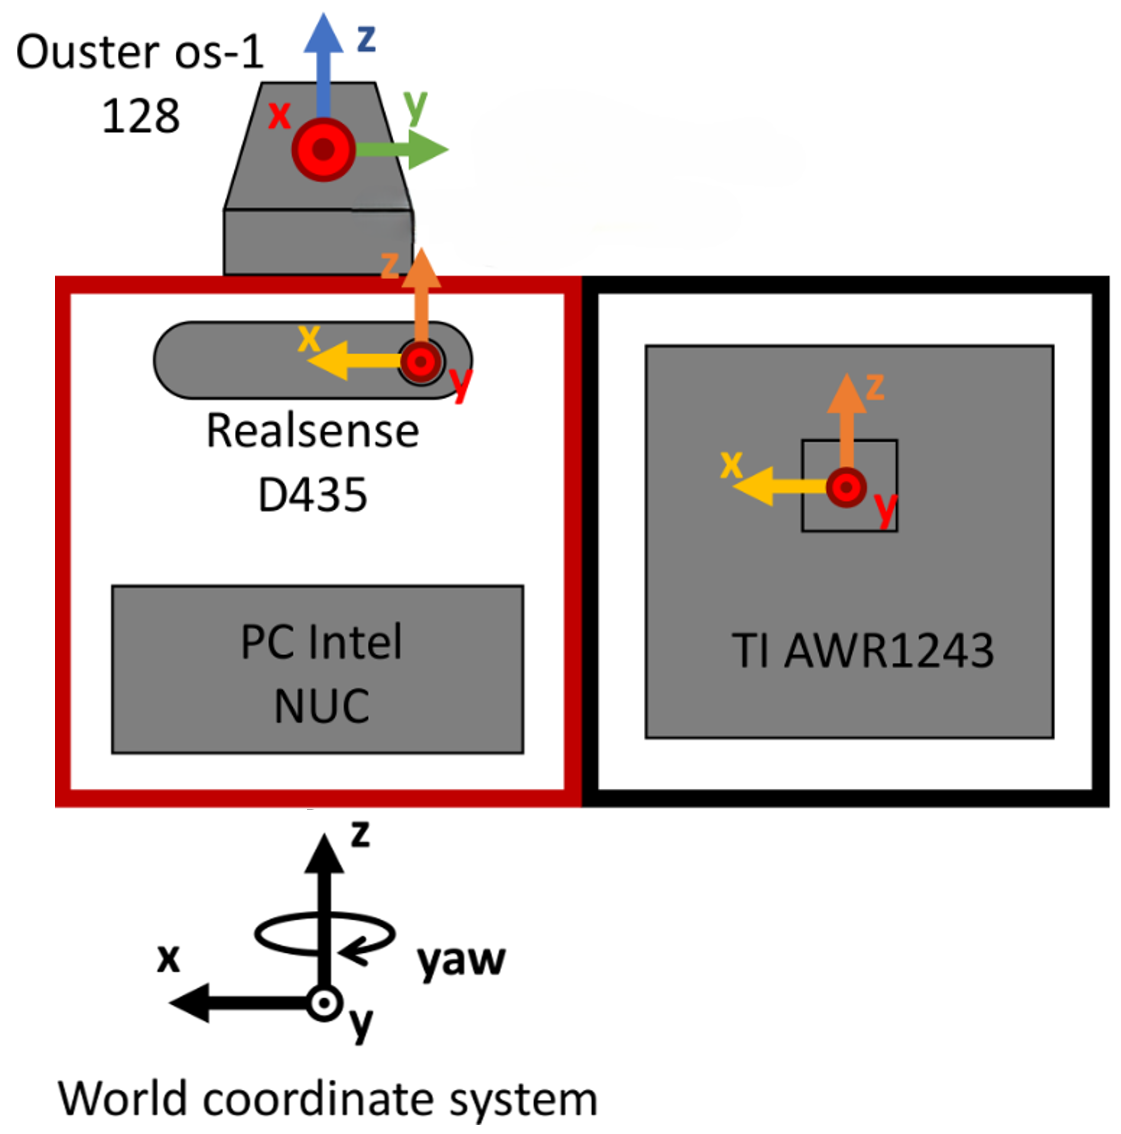 Ouster os-1
128
z
x
y
z
x
y
Realsense
D435
PC Intel
NUC
z
x
y
TI AWR1243
z
x
yaw
y
World coordinate system